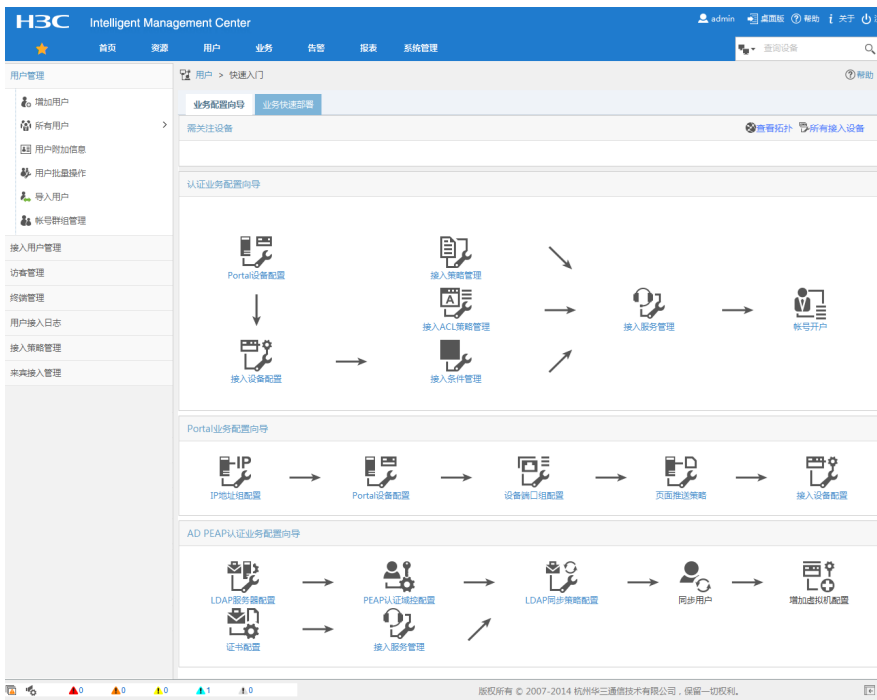 H3C Intelligent Management Center
admin 桌面版 帮助 关于
首页 资源 用户 业务 告警 报表 系统管理
查询设备
用户管理
增加用户
所有用户
用户附加信息
用户批量操作
导入用户
帐号群组管理
接入用户管理
访客管理
终端管理
用户接入日志
接入策略管理
来宾接入管理
用户 > 快速入门
帮助
业务配置向导 业务快速部署
需关注设备
查看拓扑 所有接入设备
认证业务配置向导
Portal设备配置 接入策略管理
接入ACL策略管理 接入服务管理 帐号开户
接入设备配置 接入条件管理
Portal业务配置向导
IP地址组配置 Portal设备配置 设备端口组配置 页面推送策略 接入设备配置
AD PEAP认证业务配置向导
LDAP服务器配置 PEAP认证域控配置 LDAP同步策略配置 同步用户 增加虚拟机配置
证书配置 接入服务管理
0 0 0 1 0
版权所有 © 2007-2014 杭州华三通信技术有限公司，保留一切权利。